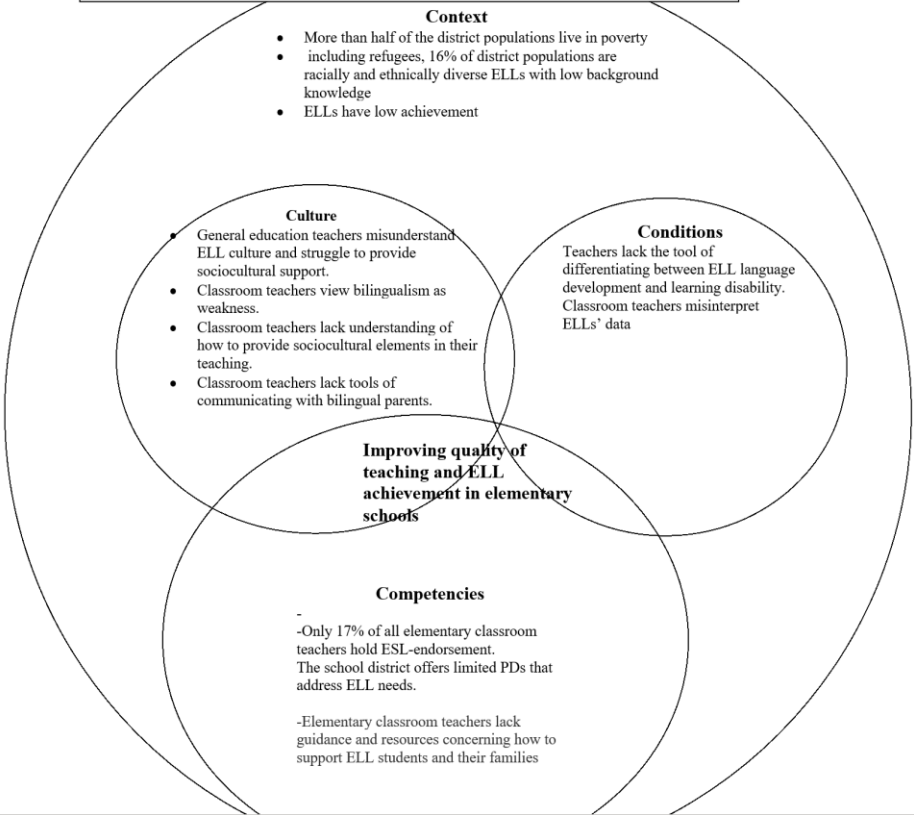 Context
• More than half of the district populations live in poverty
• including refugees, 16% of district populations are
racially and ethnically diverse ELLs with low background
knowledge
• ELLs have low achievement
Culture
• General education teachers misunderstand
ELL culture and struggle to provide
sociocultural support.
• Classroom teachers view bilingualism as
weakness.
• Classroom teachers lack understanding of
how to provide sociocultural elements in their
teaching.
• Classroom teachers lack tools of
communicating with bilingual parents.
Conditions
Teachers lack the tool of
differentiating between ELL language
development and learning disability.
Classroom teachers misinterpret
ELLs’ data
Improving quality of
teaching and ELL
achievement in elementary
schools
Competencies
-
-Only 17% of all elementary classroom
teachers hold ESL-endorsement.
The school district offers limited PDs that
address ELL needs.
-Elementary classroom teachers lack
guidance and resources concerning how to
support ELL students and their families